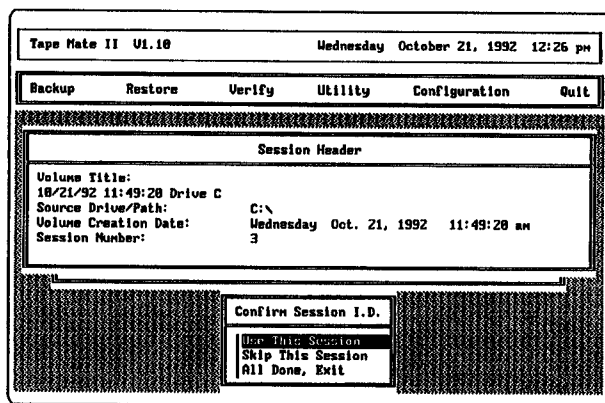 Tape Mate II V1.10 Wednesday October 21, 1992 12:26 pm
Backup Restore Verify Utility Configuration Quit
Session Header
Volume Title:
10/21/92 11:49:20 Drive C
Source Drive/Path: C:\
Volume Creation Date: Wednesday Oct. 21, 1992 11:49:20 am
Session Number: 3
Confirm Session I.D.
Use This Session
Skip This Session
All Done, Exit